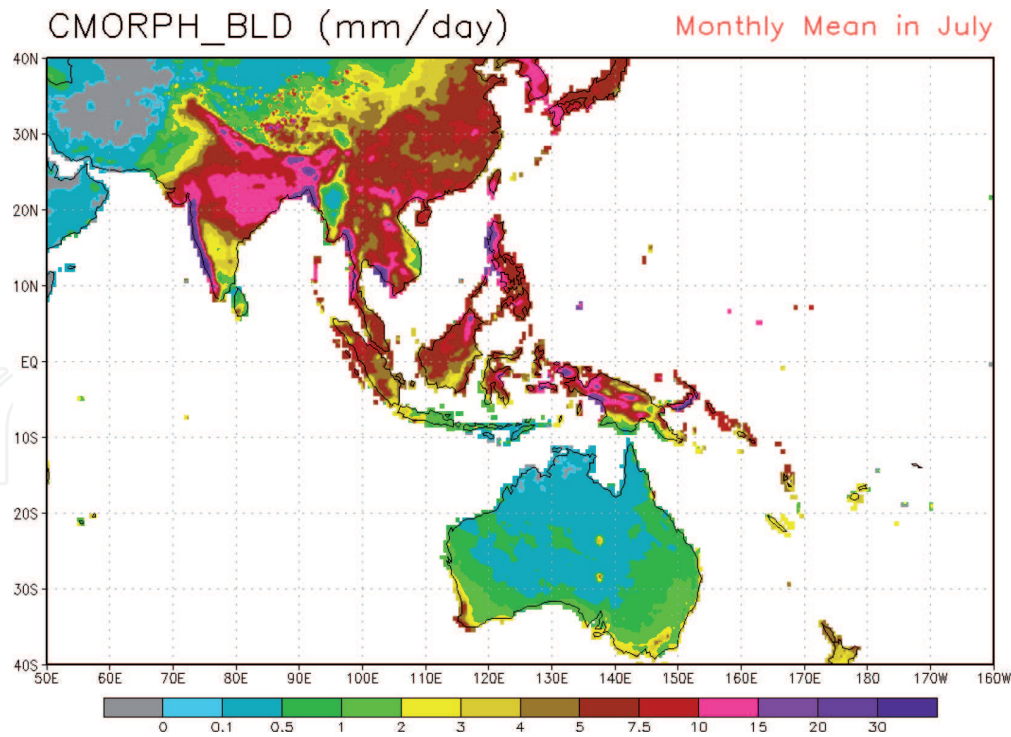 CMORPH_BLD (mm/day) Monthly Mean in July
40N
30N
20N
10N
EQ
10S
20S
30S
40S
50E 60E 70E 80E 90E 100E 110E 120E 130E 140E 150E 160E 170E 180 170W 160W
0 0.1 0.5 1 2 3 4 5 7.5 10 15 20 30